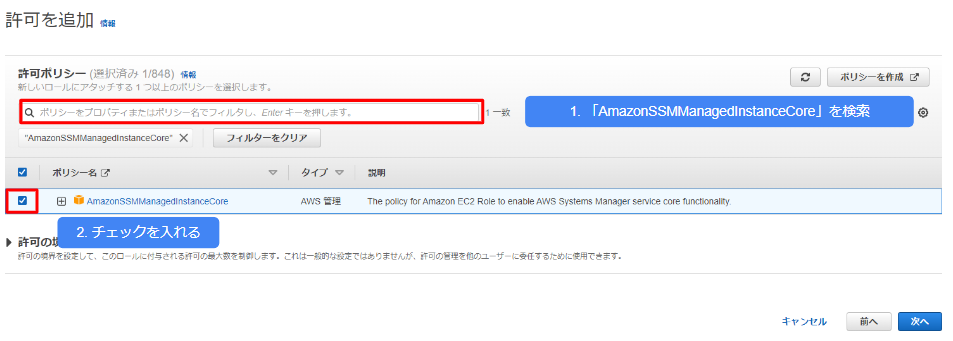 許可を追加 情報
許可ポリシー (選択済み 1/848) 情報
新しいロールにアタッチする 1 つ以上のポリシーを選択します。
ポリシーを作成
ポリシーをプロパティまたはポリシー名でフィルタし、Enter キーを押します。
1 一致
1. 「AmazonSSMManagedInstanceCore」を検索
"AmazonSSMManagedInstanceCore" フィルターをクリア
ポリシー名 タイプ 説明
AmazonSSMManagedInstanceCore AWS 管理 The policy for Amazon EC2 Role to enable AWS Systems Manager service core functionality.
2. チェックを入れる
許可の
許可の境界を設定して、このロールに付与される許可の最大数を制御します。これは一般的な設定ではありませんが、許可の管理を他のユーザーに委任するために使用できます。
キャンセル 前へ 次へ